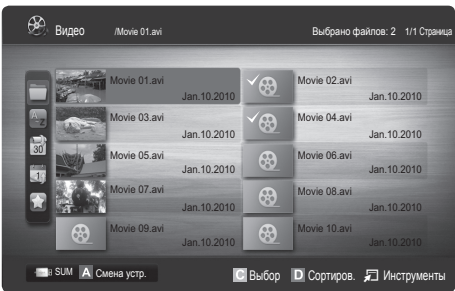 Видео /Movie 01.avi Выбрано файлов: 2 1/1 Страница
Movie 01.avi
Jan.10.2010
Movie 02.avi
Jan.10.2010
Movie 03.avi
Jan.10.2010
Movie 04.avi
Jan.10.2010
Movie 05.avi
Jan.10.2010
Movie 06.avi
Jan.10.2010
Movie 07.avi
Jan.10.2010
Movie 08.avi
Jan.10.2010
Movie 09.avi
Jan.10.2010
Movie 10.avi
Jan.10.2010
A Z
30
1
SUM A Смена устр. C Выбор D Сортиров. Инструменты